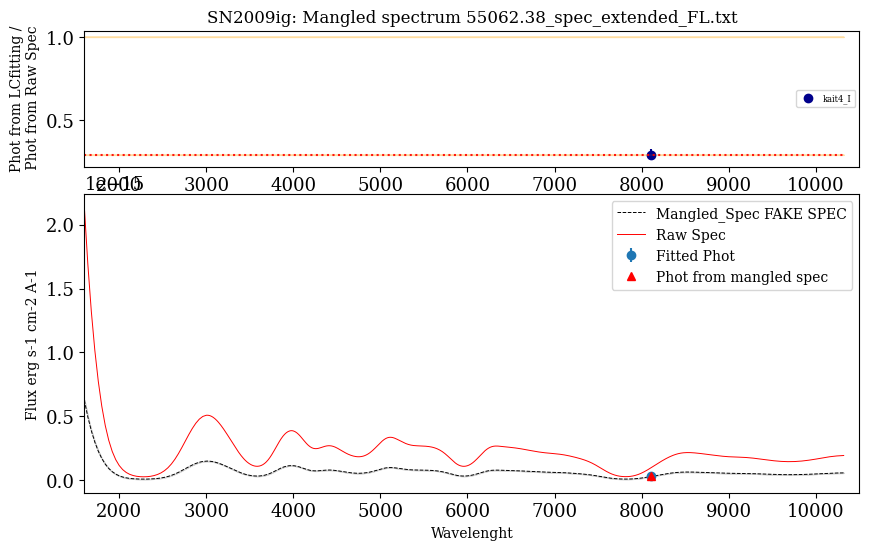 SN2009ig: Mangled spectrum 55062.38_spec_extended_FL.txt
Phot from LCfitting /
Phot from Raw Spec
1.0
0.5
kait4_I
2000 3000 4000 5000 6000 7000 8000 9000 10000
1e−15
Flux erg s-1 cm-2 A-1
2.0
1.5
1.0
0.5
0.0
Mangled_Spec FAKE SPEC
Raw Spec
Fitted Phot
Phot from mangled spec
2000 3000 4000 5000 6000 7000 8000 9000 10000
Wavelenght